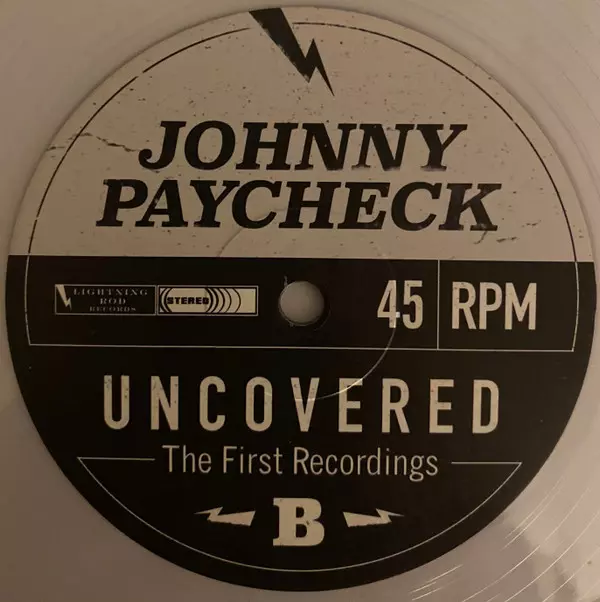 JOHNNY
PAYCHECK
LIGHTNING
ROD
RECORDS
STEREO
45 RPM
UNCOVERED
The First Recordings
B